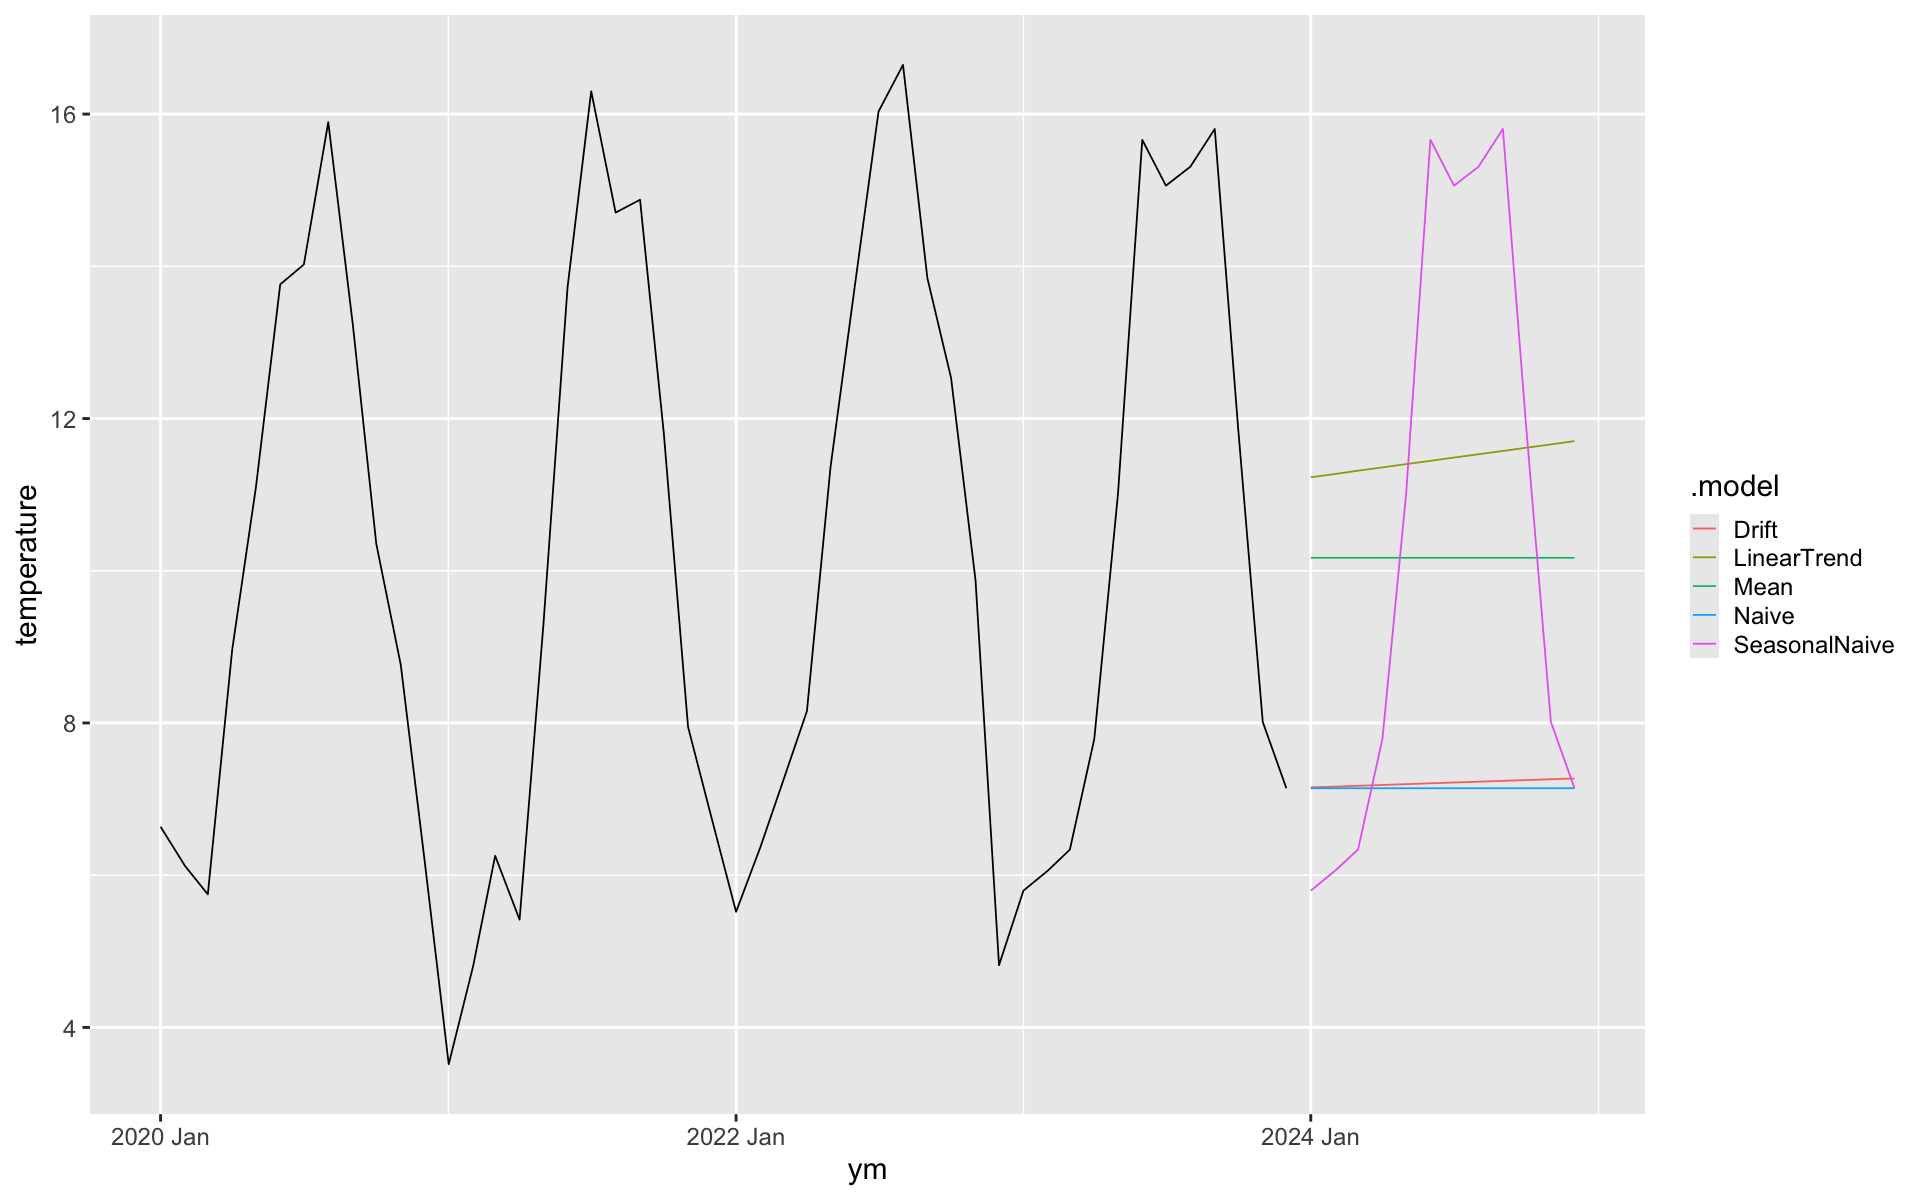 16
12
8
4
temperature
2020 Jan
2022 Jan
2024 Jan
ym
.model
Drift
LinearTrend
Mean
Naive
SeasonalNaive